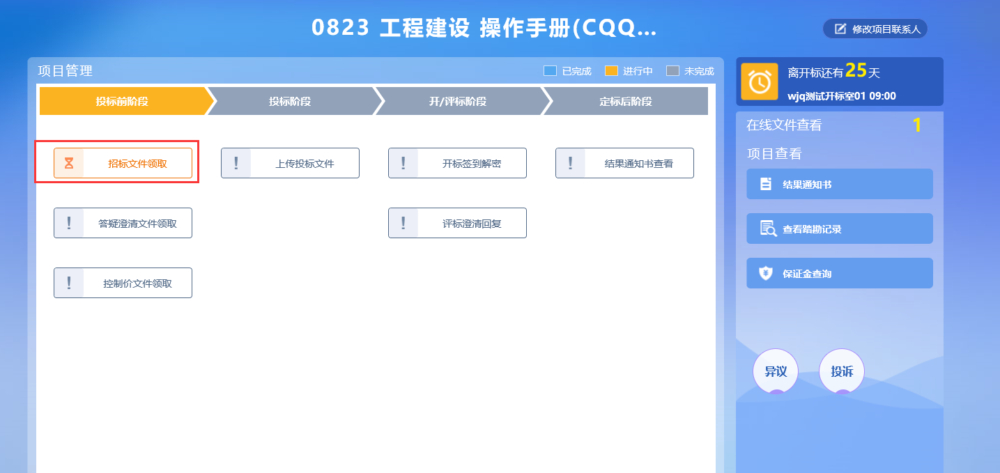 0823 工程建设 操作手册(CQQ...
修改项目联系人
项目管理
已完成
进行中
未完成
投标前阶段
投标阶段
开/评标阶段
定标后阶段
招标文件领取
上传投标文件
开标签到解密
结果通知书查看
答疑澄清文件领取
评标澄清回复
控制价文件领取
离开标还有25天
wjq测试开标室01 09:00
在线文件查看 1
项目查看
结果通知书
查看踏勘记录
保证金查询
异议
投诉